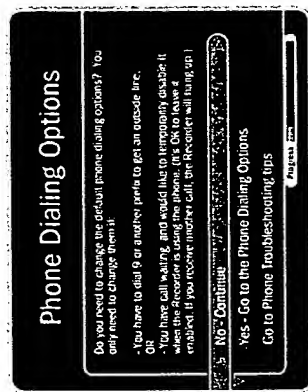 Phone Dialing Options
Do you need to change the default phone dialing options? You
only need to change them if:
- You have to dial 9 or another prefix to get an outside line,
OR
- You have call waiting, and would like to temporarily disable it
when the Recorder is using the phone. (It's OK to leave it
enabled. If you receive another call, the Recorder will hang up.)
No - Continue
Yes - Go to the Phone Dialing Options
Go to Phone Troubleshooting tips
Progress